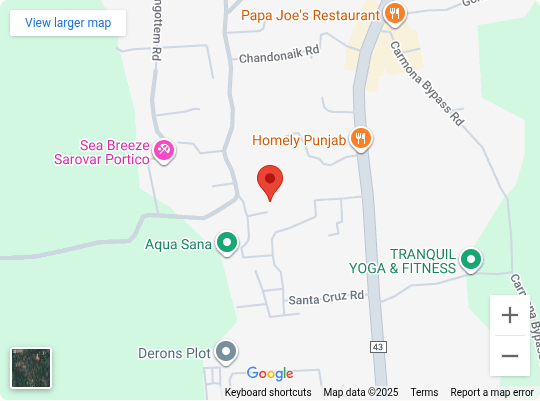 View larger map
ngottem Rd
Papa Joe's Restaurant
Chandonaik Rd
Carmona Bypass Rd
Sea Breeze
Sarovar Portico
Homely Punjab
Aqua Sana
TRANQUIL
YOGA & FITNESS
Santa Cruz Rd
Carmona Bypass
43
Derons Plot
Google
Keyboard shortcuts
Map data ©2025
Terms
Report a map error